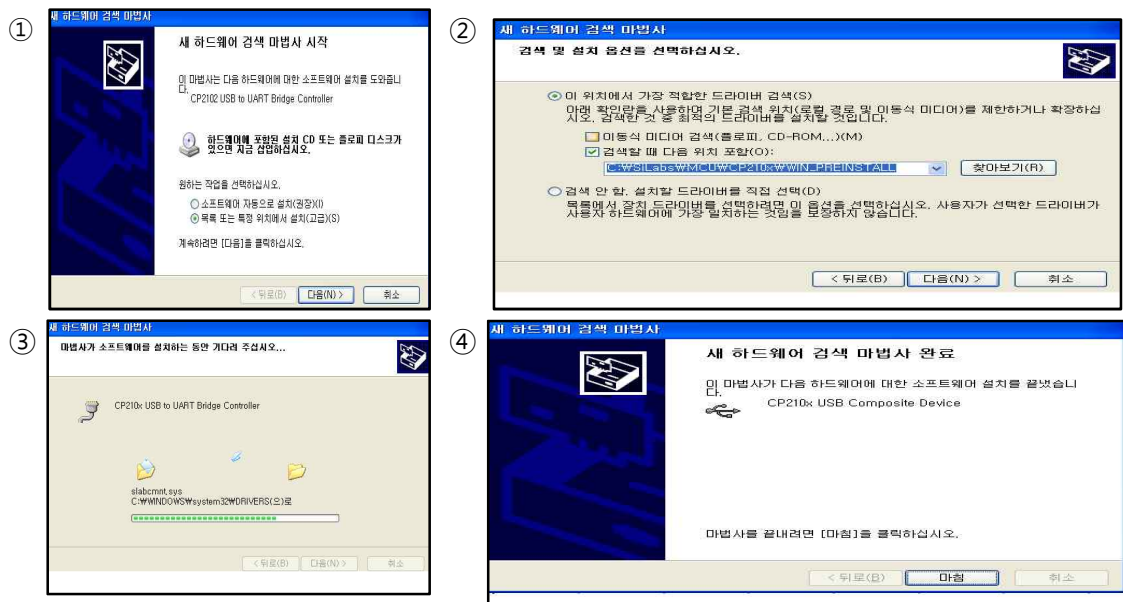 ①
새 하드웨어 검색 마법사
새 하드웨어 검색 마법사 시작
이 마법사는 다음 하드웨어에 대한 소프트웨어 설치를 도와줍니
다.
CP2102 USB to UART Bridge Controller
하드웨어에 포함된 설치 CD 또는 플로피 디스크가
있으면 지금 삽입하십시오.
원하는 작업을 선택하십시오.
소프트웨어 자동으로 설치(권장)(I)
목록 또는 특정 위치에서 설치(고급)(S)
계속하려면 [다음]을 클릭하십시오.
< 뒤로(B) 다음(N) > 취소
②
새 하드웨어 검색 마법사
검색 및 설치 옵션을 선택하십시오.
이 위치에서 가장 적합한 드라이버 검색(S)
아래 확인란을 사용하여 기본 검색 위치(로컬 경로 및 이동식 미디어)를 제한하거나 확장하십
시오. 검색한 것 중 최적의 드라이버를 설치할 것입니다.
이동식 미디어 검색(플로피, CD-ROM...)(M)
검색할 때 다음 위치 포함(O):
C:₩SiLabs₩MCU₩CP210x₩WIN_PREINSTALL 찾아보기(R)
검색 안 함. 설치할 드라이버를 직접 선택(D)
목록에서 장치 드라이버를 선택하려면 이 옵션을 선택하십시오. 사용자가 선택한 드라이버가
사용자 하드웨어에 가장 일치하는 것임을 보장하지 않습니다.
< 뒤로(B) 다음(N) > 취소
③
새 하드웨어 검색 마법사
마법사가 소프트웨어를 설치하는 동안 기다려 주십시오...
CP210x USB to UART Bridge Controller
slabcmnt.sys
C:₩WINDOWS₩system32₩DRIVERS(으)로
< 뒤로(B) 다음(N) > 취소
④
새 하드웨어 검색 마법사
새 하드웨어 검색 마법사 완료
이 마법사가 다음 하드웨어에 대한 소프트웨어 설치를 끝냈습니
다.
CP210x USB Composite Device
마법사를 끝내려면 [마침]을 클릭하십시오.
< 뒤로(B) 마침 취소